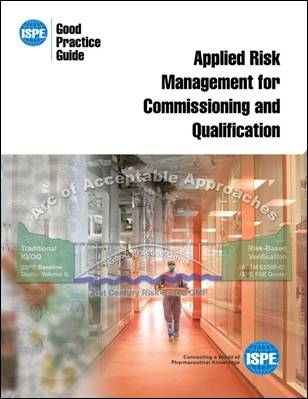 ISPE
Good
Practice
Guide
Applied Risk
Management for
Commissioning and
Qualification
Arc of Acceptable Approaches
Traditional
IQ/OQ
(ISPE Baseline
Guide: Volume 5)
Good Practice Guide
Risk-Based
Verification
(ASTM E2500-07
ISPE FSE Guide)
21st Century Risk-Based GMP
Connecting a World of
Pharmaceutical Knowledge
ISPE